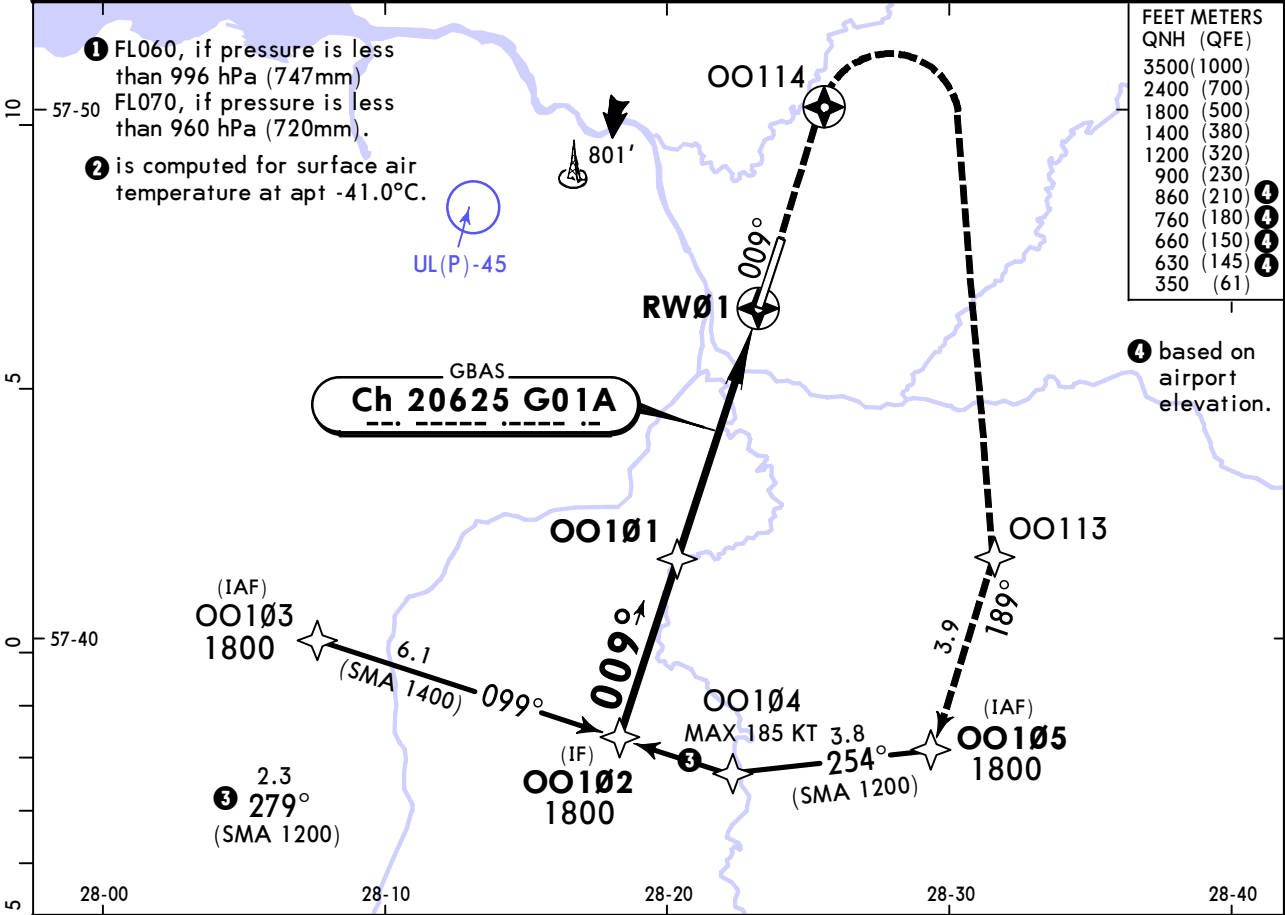 ❶ FL060, if pressure is less
than 996 hPa (747mm)
FL070, if pressure is less
than 960 hPa (720mm).
❷ is computed for surface air
temperature at apt -41.0°C.
FEET METERS
QNH (QFE)
3500(1000)
2400 (700)
1800 (500)
1400 (380)
1200 (320)
900 (230)
860 (210) ❹
760 (180) ❹
660 (150) ❹
630 (145) ❹
350 (61)
❹ based on
airport
elevation.
10
57-50
801'
UL(P)-45
OO114
009°
RWØ1
5
GBAS
Ch 20625 G01A
OO1Ø1
OO113
189°
3.9
(IAF)
OO1Ø3
1800
0
57-40
6.1
(SMA 1400)
099°
009°
OO1Ø4
MAX 185 KT
3.8
254°
(SMA 1200)
(IAF)
OO1Ø5
1800
❸
(IF)
OO1Ø2
1800
2.3
❸ 279°
(SMA 1200)
5
28-00
28-10
28-20
28-30
28-40